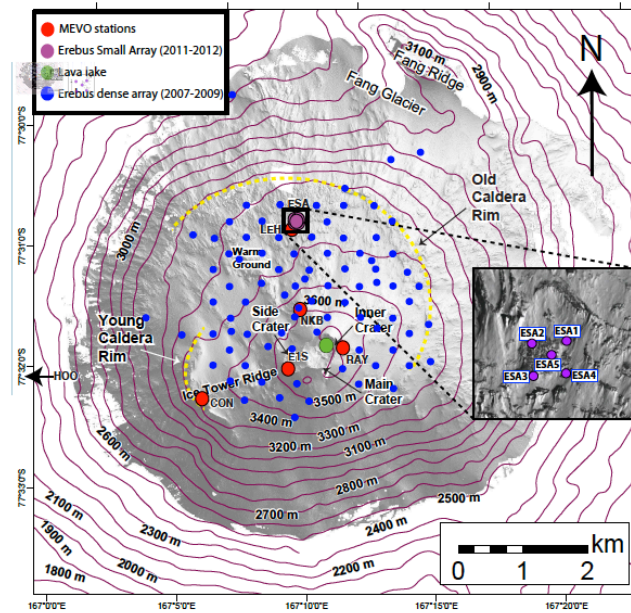 MEVO stations
Erebus Small Array (2011-2012)
Lava lake
Erebus dense array (2007-2009)
3100 m
Fang Ridge
2900 m
Fang Glacier
N
77°30'0"S
77°31'0"S
77°32'0"S
77°33'0"S
3000 m
ESA
LEH
Old
Caldera
Rim
Warm
Ground
3600 m
Side
Crater
NKB
Inner
Crater
Young
Caldera
Rim
E1S
RAY
HOO
Ice Tower Ridge
Main
Crater
CON
3500 m
3400 m
3300 m
3200 m
3100 m
2600 m
2800 m
2500 m
2700 m
2400 m
2100 m
2300 m
2200 m
1900 m
2000 m
1800 m
ESA2
ESA1
ESA5
ESA3
ESA4
km
0 1 2
167°0'0"E
167°5'0"E
167°10'0"E
167°15'0"E
167°20'0"E